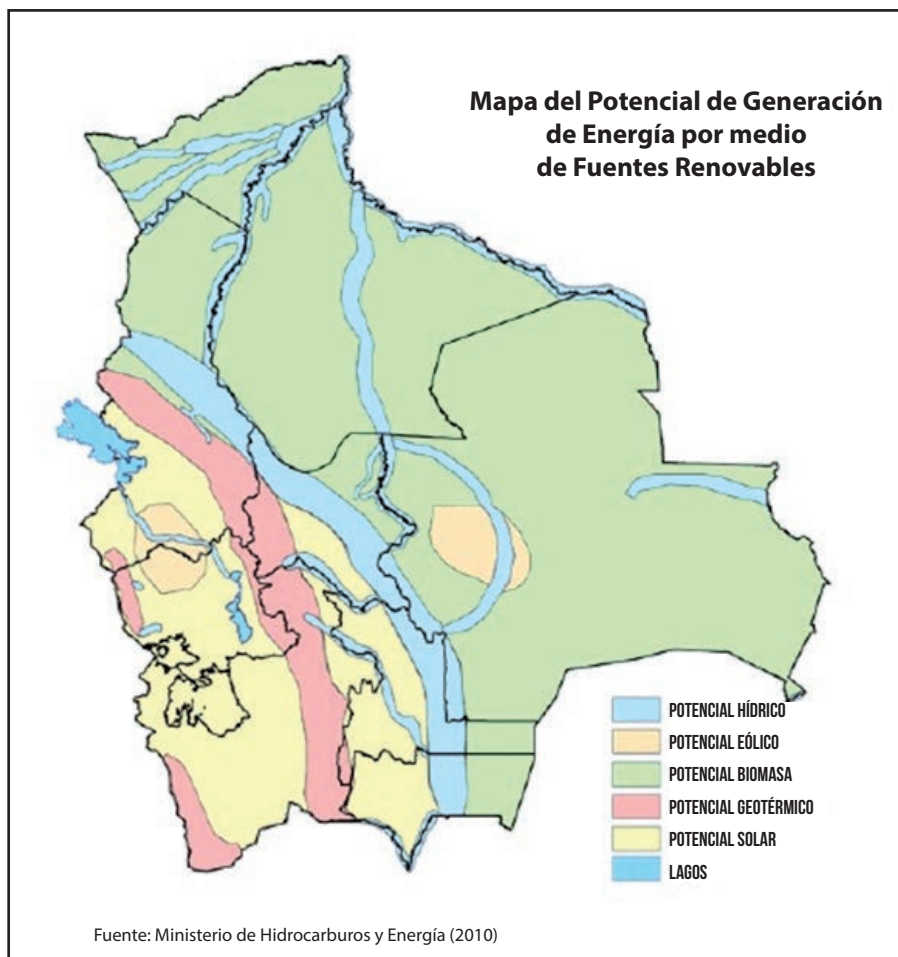 Mapa del Potencial de Generación
de Energía por medio
de Fuentes Renovables
POTENCIAL HÍDRICO
POTENCIAL EÓLICO
POTENCIAL BIOMASA
POTENCIAL GEOTÉRMICO
POTENCIAL SOLAR
LAGOS
Fuente: Ministerio de Hidrocarburos y Energía (2010)